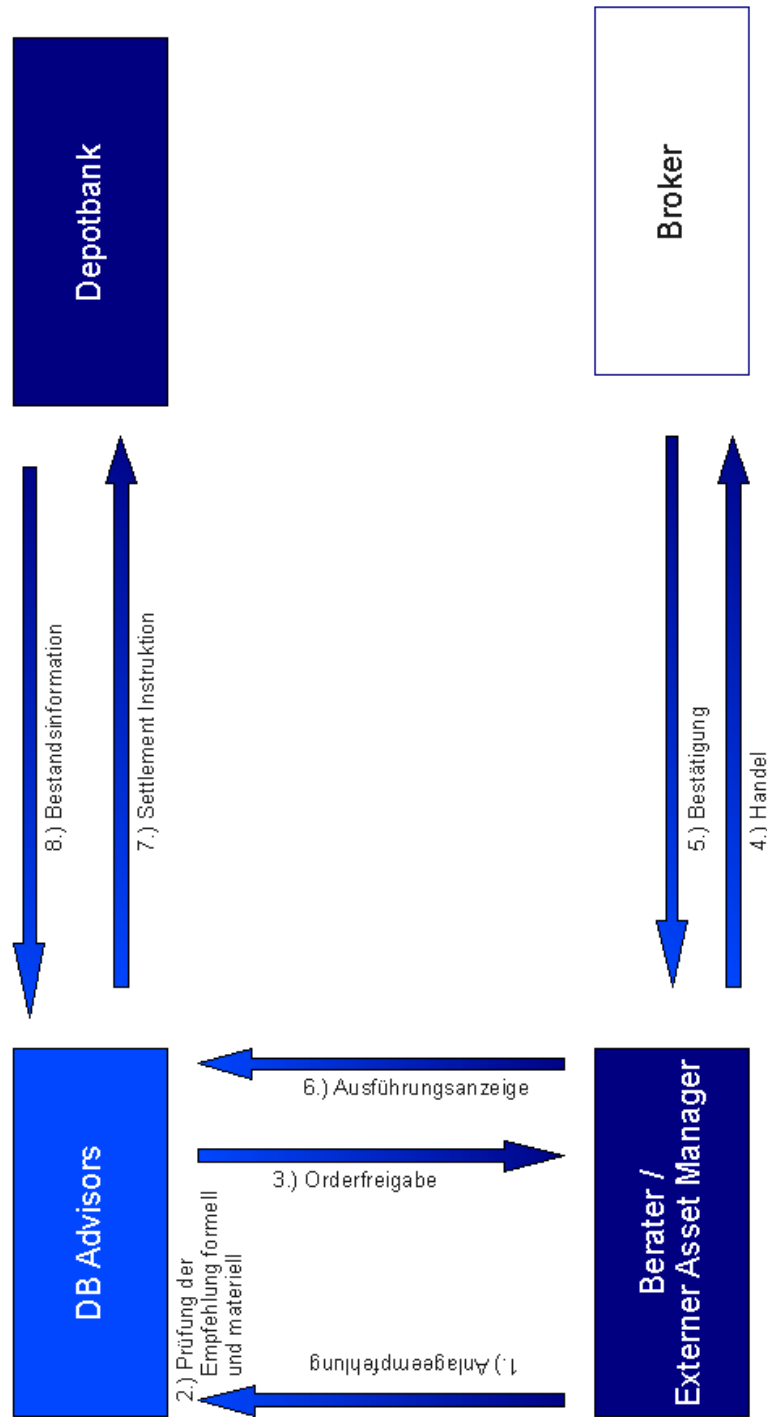 DB Advisors
Depotbank
8.) Bestandsinformation
7.) Settlement Instruktion
2.) Prüfung der
Empfehlung formell
und materiell
1.) Anlageempfehlung
3.) Orderfreigabe
6.) Ausführungsanzeige
Berater /
Externer Asset Manager
5.) Bestätigung
4.) Handel
Broker